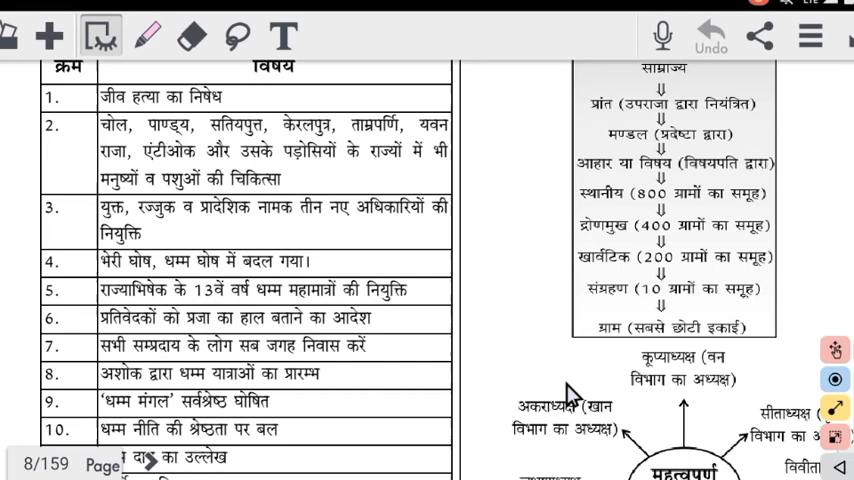 LTE
T
Undo
क्रम विषय
1. जीव हत्या का निषेध
2. चोल, पाण्ड्य, सतियपुत्त, केरलपुत्र, ताम्रपर्णि, यवन
राजा, एंटीओक और उसके पड़ोसियों के राज्यों में भी
मनुष्यों व पशुओं की चिकित्सा
3. युक्त, रज्जुक व प्रादेशिक नामक तीन नए अधिकारियों की
नियुक्ति
4. भेरी घोष, धम्म घोष में बदल गया।
5. राज्याभिषेक के 13वें वर्ष धम्म महामात्रों की नियुक्ति
6. प्रतिवेदकों को प्रजा का हाल बताने का आदेश
7. सभी सम्प्रदाय के लोग सब जगह निवास करें
8. अशोक द्वारा धम्म यात्राओं का प्रारम्भ
9. ‘धम्म मंगल’ सर्वश्रेष्ठ घोषित
10. धम्म नीति की श्रेष्ठता पर बल
का उल्लेख
8/159 Page
साम्राज्य
प्रांत (उपराजा द्वारा नियंत्रित)
मण्डल (प्रदेष्टा द्वारा)
आहार या विषय (विषयपति द्वारा)
स्थानीय (800 ग्रामों का समूह)
द्रोणमुख (400 ग्रामों का समूह)
खार्वटिक (200 ग्रामों का समूह)
संग्रहण (10 ग्रामों का समूह)
ग्राम (सबसे छोटी इकाई)
कूप्याध्यक्ष (वन
विभाग का अध्यक्ष)
अकराध्यक्ष (खान
विभाग का अध्यक्ष)
सीताध्यक्ष
विभाग का
महत्वपूर्ण